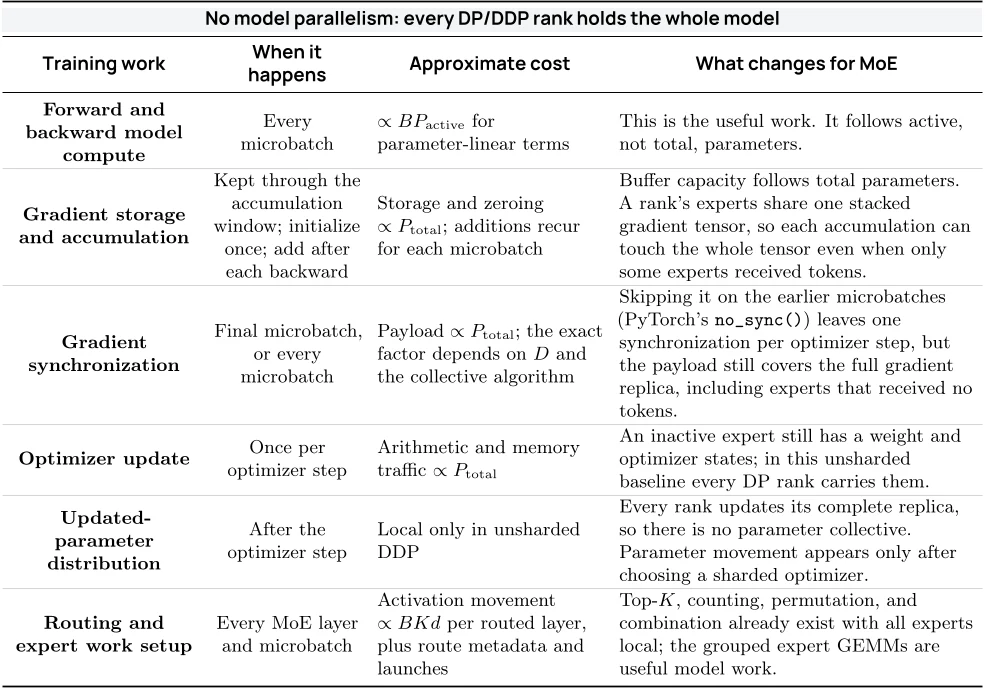 No model parallelism: every DP/DDP rank holds the whole model
Training work
When it
happens
Approximate cost
What changes for MoE
Forward and
backward model
compute
Every
microbatch
∝ BP_active for
parameter-linear terms
This is the useful work. It follows active,
not total, parameters.
Gradient storage
and accumulation
Kept through the
accumulation
window; initialize
once; add after
each backward
Storage and zeroing
∝ P_total; additions recur
for each microbatch
Buffer capacity follows total parameters.
A rank's experts share one stacked
gradient tensor, so each accumulation can
touch the whole tensor even when only
some experts received tokens.
Gradient
synchronization
Final microbatch,
or every
microbatch
Payload ∝ P_total; the exact
factor depends on D and
the collective algorithm
Skipping it on the earlier microbatches
(PyTorch's no_sync()) leaves one
synchronization per optimizer step, but
the payload still covers the full gradient
replica, including experts that received no
tokens.
Optimizer update
Once per
optimizer step
Arithmetic and memory
traffic ∝ P_total
An inactive expert still has a weight and
optimizer states; in this unsharded
baseline every DP rank carries them.
Updated-
parameter
distribution
After the
optimizer step
Local only in unsharded
DDP
Every rank updates its complete replica,
so there is no parameter collective.
Parameter movement appears only after
choosing a sharded optimizer.
Routing and
expert work setup
Every MoE layer
and microbatch
Activation movement
∝ BKd per routed layer,
plus route metadata and
launches
Top-K, counting, permutation, and
combination already exist with all experts
local; the grouped expert GEMMs are
useful model work.